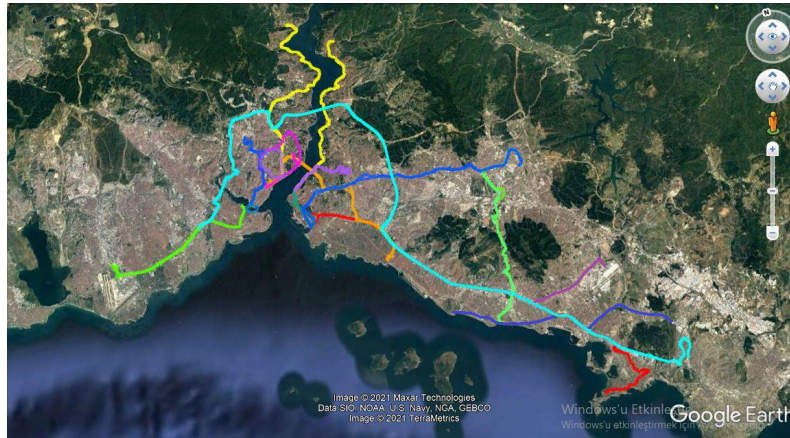 N
Image © 2021 Maxar Technologies
Data SIO, NOAA, U.S. Navy, NGA, GEBCO
Image © 2021 TerraMetrics
Windows'u Etkinle
Google Earth
Windows'u etkinleştirmek için Aya